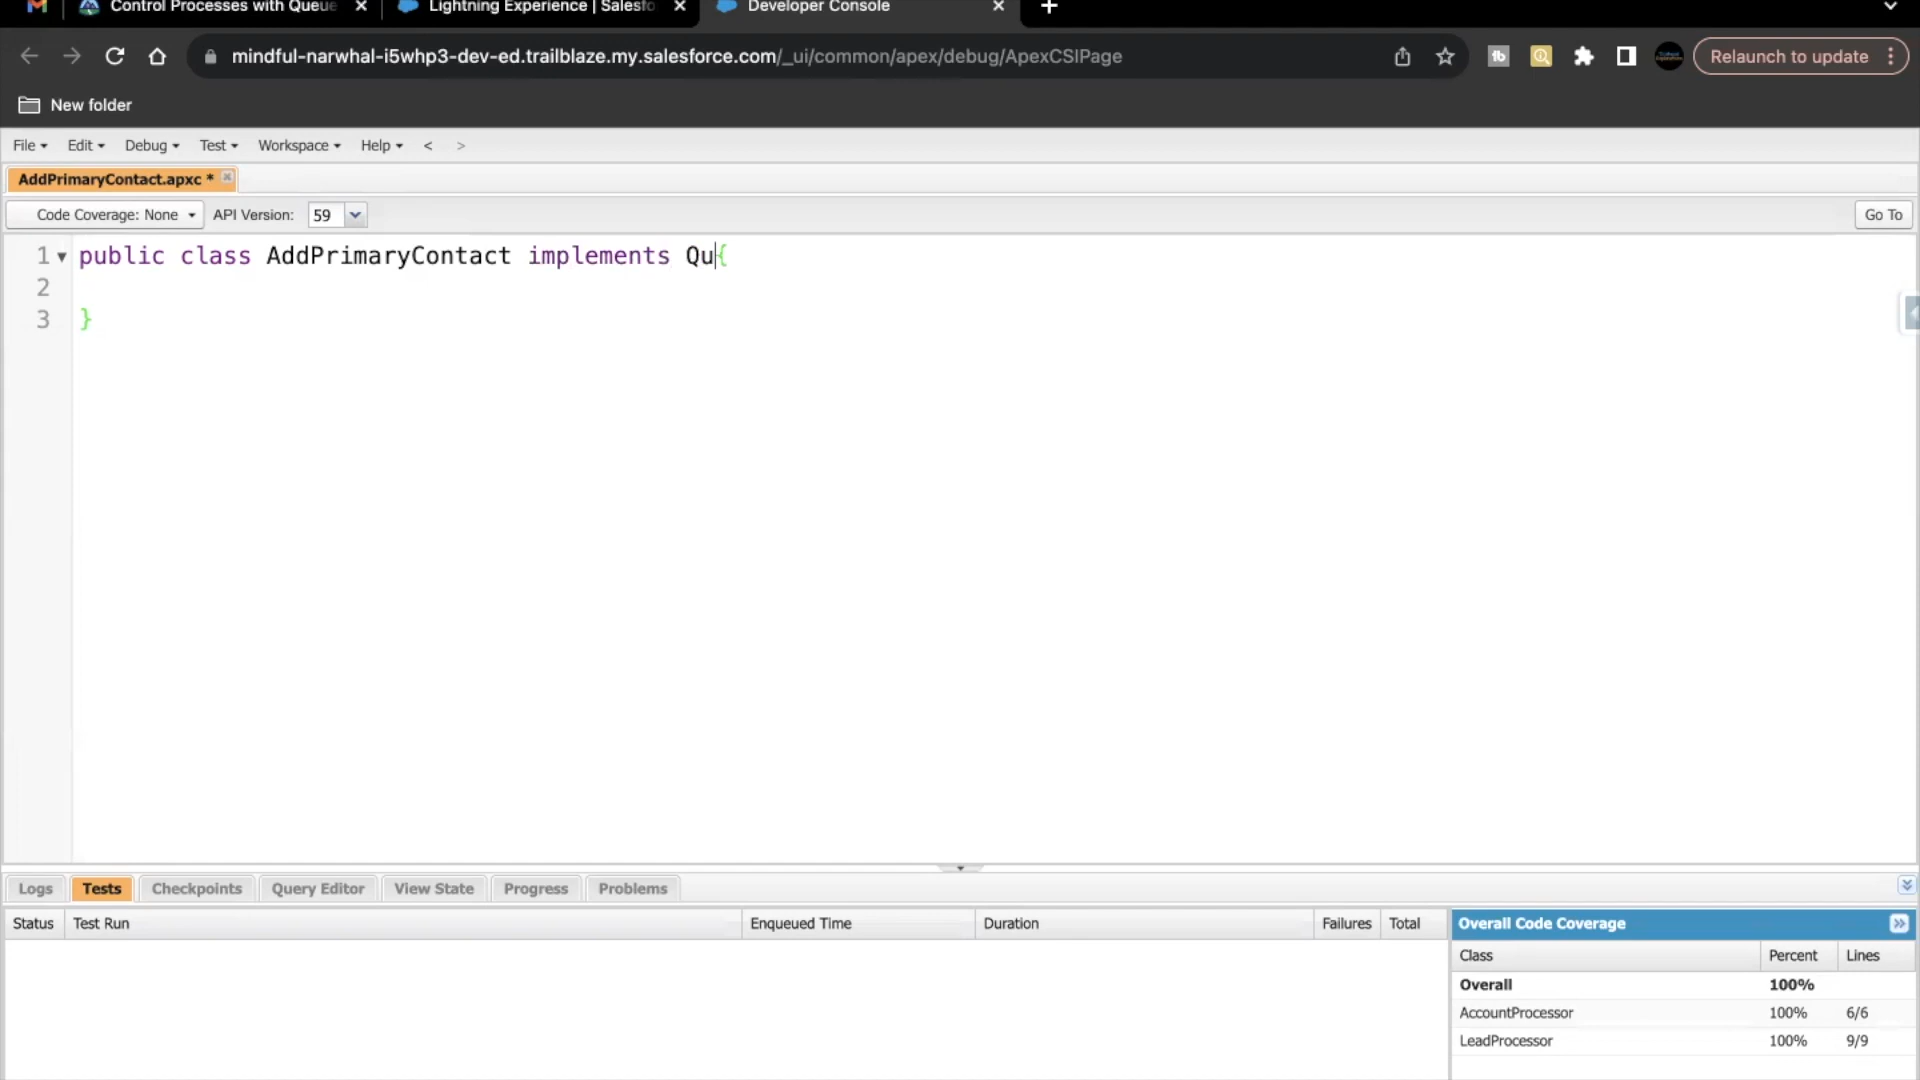 Control Processes with Queue
Lightning Experience | Salesfo
Developer Console
mindful-narwhal-i5whp3-dev-ed.trailblaze.my.salesforce.com/_ui/common/apex/debug/ApexCSIPage
Relaunch to update
New folder
File Edit Debug Test Workspace Help < >
AddPrimaryContact.apxc *
Code Coverage: None API Version: 59 Go To
1 public class AddPrimaryContact implements Qu{
2
3 }
Logs Tests Checkpoints Query Editor View State Progress Problems
Status Test Run Enqueued Time Duration Failures Total
Overall Code Coverage
Class Percent Lines
Overall 100%
AccountProcessor 100% 6/6
LeadProcessor 100% 9/9